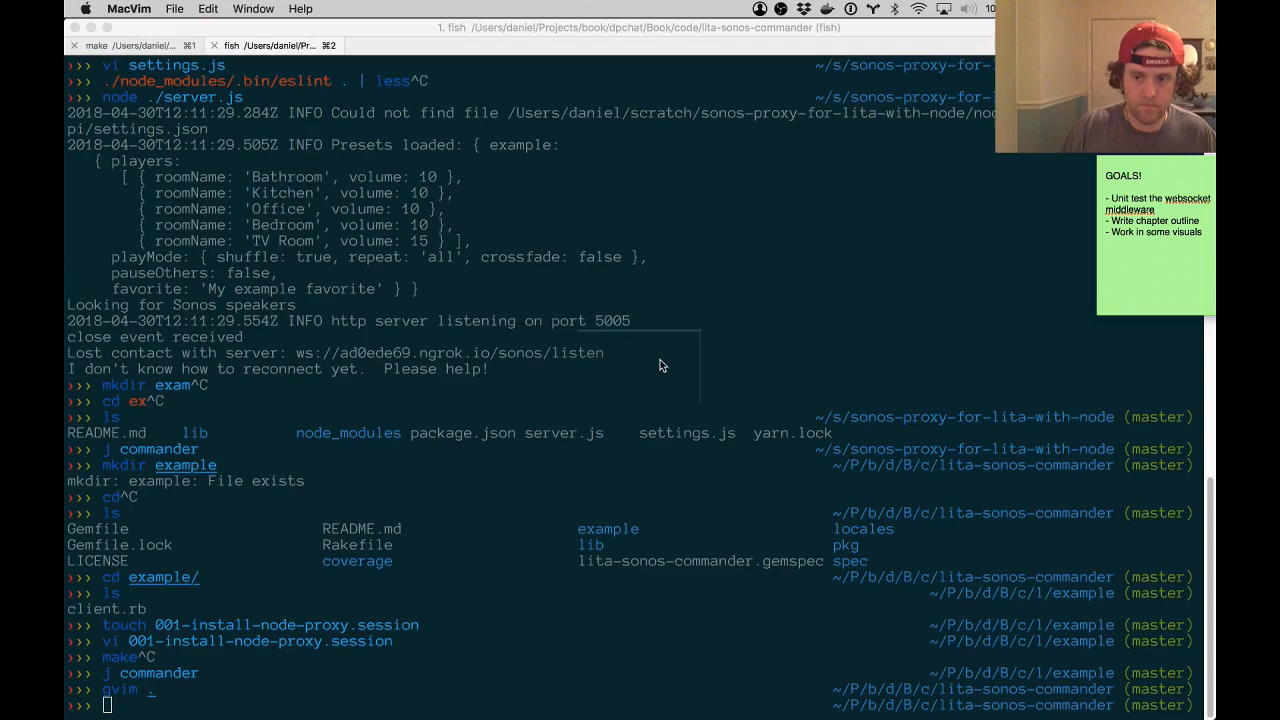 MacVim File Edit Window Help 10
1. fish /Users/daniel/Projects/book/dpchat/Book/code/lita-sonos-commander (fish)
make /Users/daniel/... ⌘1 fish /Users/daniel/Pr... ⌘2
❯❯❯ vi settings.js ~/s/sonos-proxy-for-l
❯❯❯ ./node_modules/.bin/eslint . | less^C ~/s/sonos-proxy-for-l
❯❯❯ node ./server.js ~/s/sonos-proxy-for-l
2018-04-30T12:11:29.284Z INFO Could not find file /Users/daniel/scratch/sonos-proxy-for-lita-with-node/noc
pi/settings.json
2018-04-30T12:11:29.505Z INFO Presets loaded: { example:
{ players:
[ { roomName: 'Bathroom', volume: 10 },
{ roomName: 'Kitchen', volume: 10 },
{ roomName: 'Office', volume: 10 },
{ roomName: 'Bedroom', volume: 10 },
{ roomName: 'TV Room', volume: 15 } ],
playMode: { shuffle: true, repeat: 'all', crossfade: false },
pauseOthers: false,
favorite: 'My example favorite' } }
Looking for Sonos speakers
2018-04-30T12:11:29.554Z INFO http server listening on port 5005
close event received
Lost contact with server: ws://ad0ede69.ngrok.io/sonos/listen
I don't know how to reconnect yet. Please help!
❯❯❯ mkdir exam^C
❯❯❯ cd ex^C
❯❯❯ ls ~/s/sonos-proxy-for-lita-with-node (master)
README.md lib node_modules package.json server.js settings.js yarn.lock
❯❯❯ j commander ~/s/sonos-proxy-for-lita-with-node (master)
❯❯❯ mkdir example ~/P/b/d/B/c/lita-sonos-commander (master)
mkdir: example: File exists
❯❯❯ cd^C
❯❯❯ ls ~/P/b/d/B/c/lita-sonos-commander (master)
Gemfile README.md example locales
Gemfile.lock Rakefile lib pkg
LICENSE coverage lita-sonos-commander.gemspec spec
❯❯❯ cd example/ ~/P/b/d/B/c/lita-sonos-commander (master)
❯❯❯ ls ~/P/b/d/B/c/l/example (master)
client.rb
❯❯❯ touch 001-install-node-proxy.session ~/P/b/d/B/c/l/example (master)
❯❯❯ vi 001-install-node-proxy.session ~/P/b/d/B/c/l/example (master)
❯❯❯ make^C
❯❯❯ j commander ~/P/b/d/B/c/l/example (master)
❯❯❯ gvim . ~/P/b/d/B/c/lita-sonos-commander (master)
❯❯❯ ~/P/b/d/B/c/lita-sonos-commander (master)
GOALS!
- Unit test the websocket
middleware
- Write chapter outline
- Work in some visuals